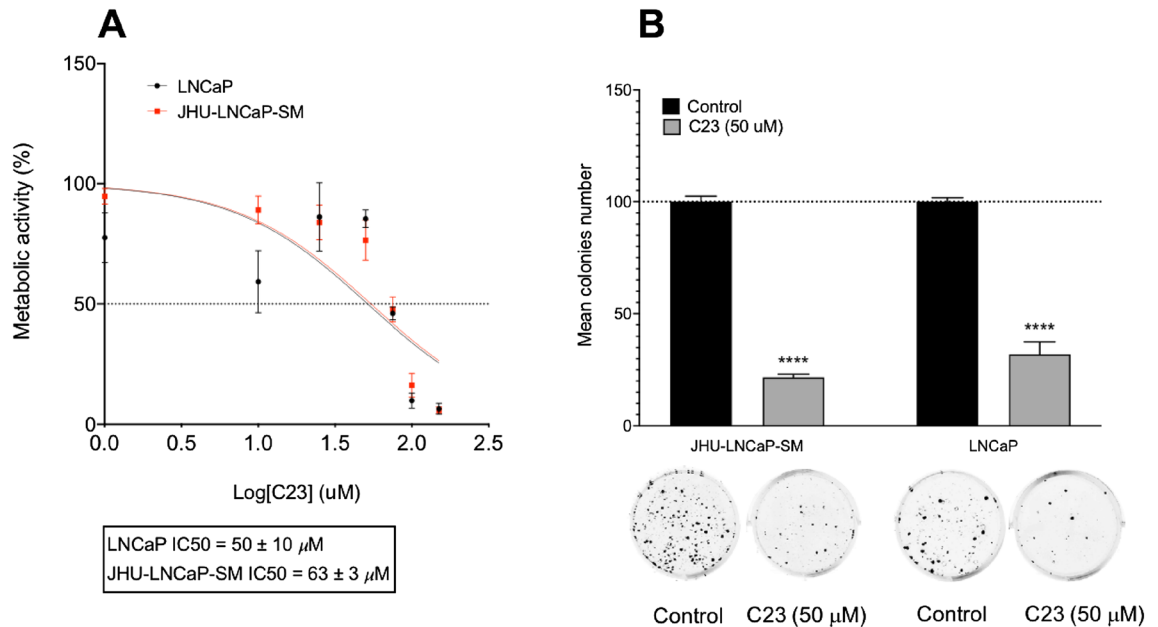 A
150
100
50
0
Metabolic activity (%)
LNCaP
JHU-LNCaP-SM
0.0 0.5 1.0 1.5 2.0 2.5
Log[C23] (uM)
LNCaP IC50 = 50 ± 10 μM
JHU-LNCaP-SM IC50 = 63 ± 3 μM
B
150
100
50
0
Mean colonies number
Control
C23 (50 uM)
****
****
JHU-LNCaP-SM LNCaP
Control C23 (50 μM) Control C23 (50 μM)